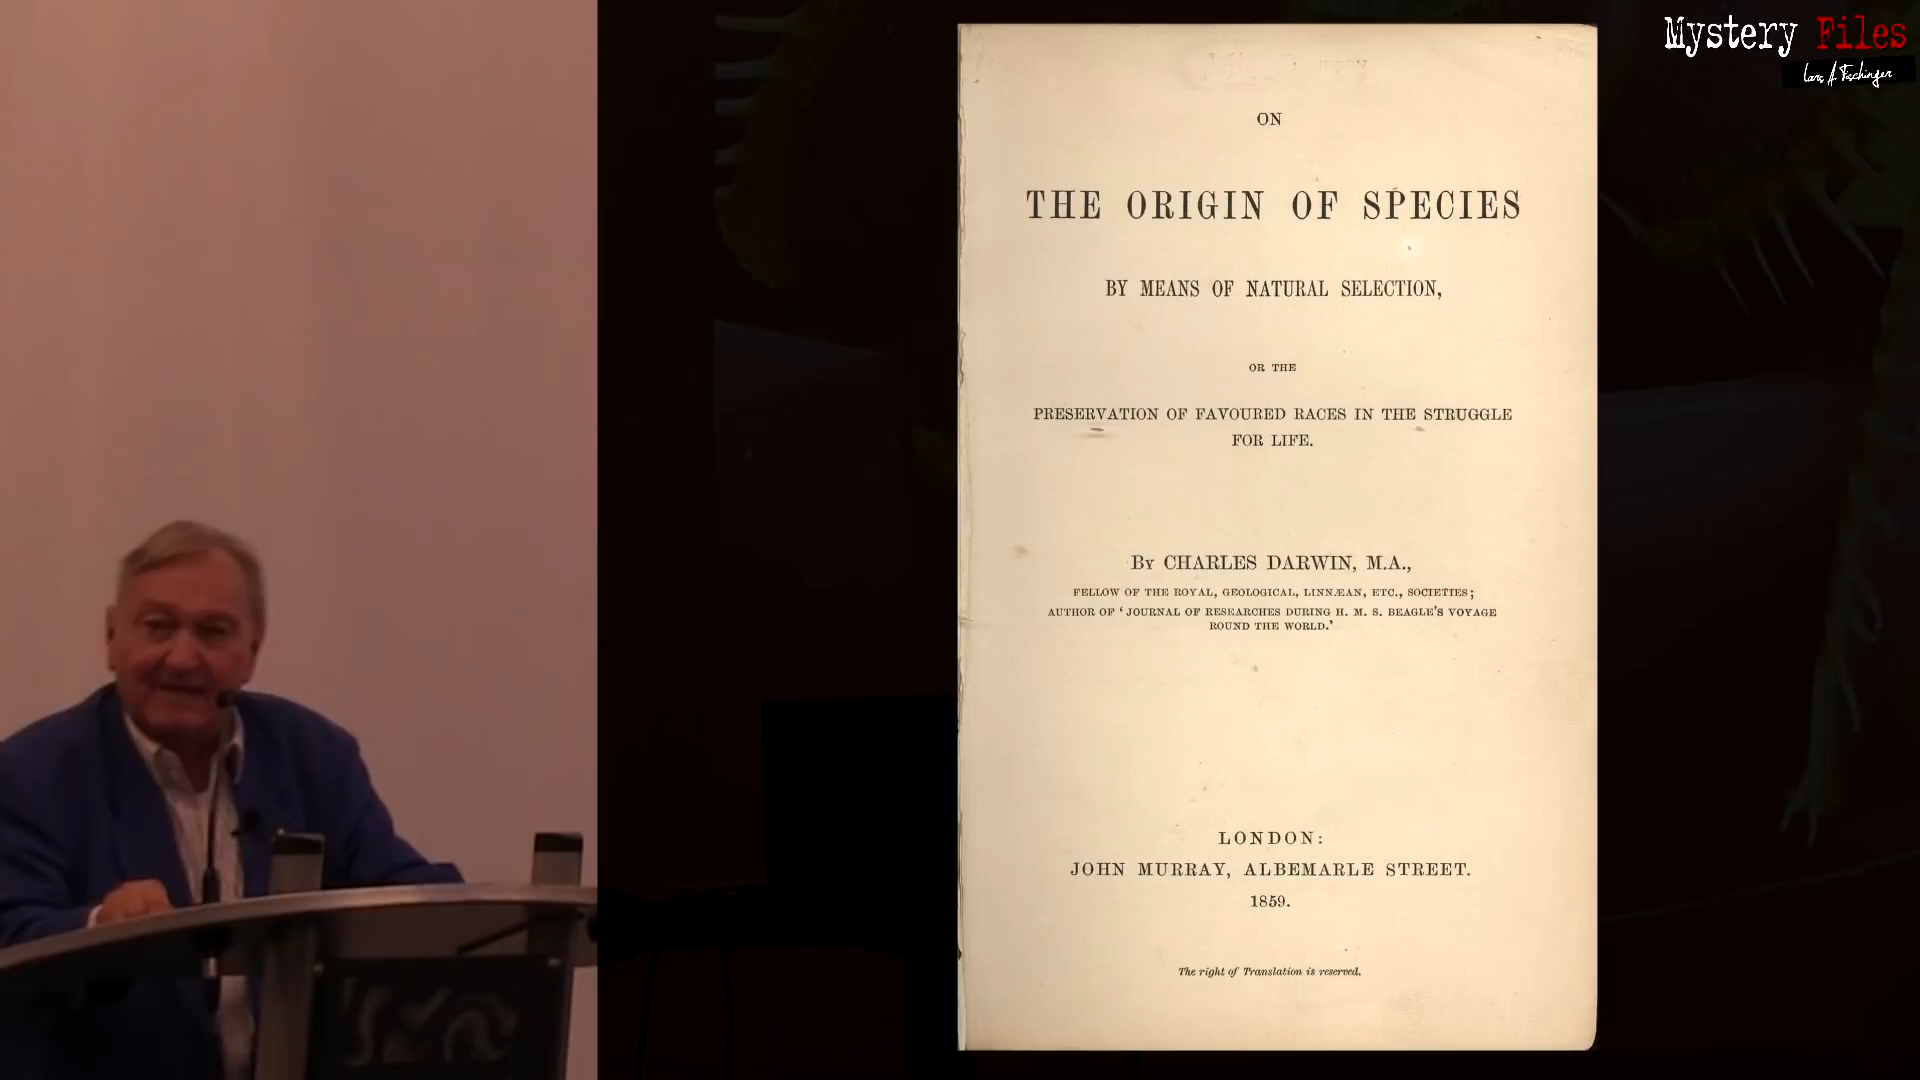 Mystery Files
Lars A. Fischinger
ON
THE ORIGIN OF SPECIES
BY MEANS OF NATURAL SELECTION,
OR THE
PRESERVATION OF FAVOURED RACES IN THE STRUGGLE
FOR LIFE.
By CHARLES DARWIN, M.A.,
FELLOW OF THE ROYAL, GEOLOGICAL, LINNÆAN, ETC., SOCIETIES;
AUTHOR OF ‘JOURNAL OF RESEARCHES DURING H. M. S. BEAGLE’S VOYAGE
ROUND THE WORLD.’
LONDON:
JOHN MURRAY, ALBEMARLE STREET.
1859.
The right of Translation is reserved.